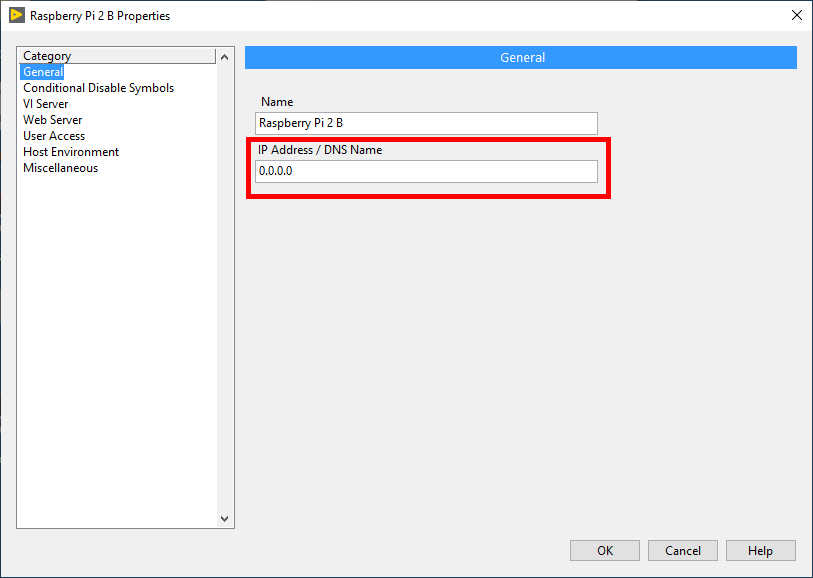 Raspberry Pi 2 B Properties
Category
General
Conditional Disable Symbols
VI Server
Web Server
User Access
Host Environment
Miscellaneous
General
Name
Raspberry Pi 2 B
IP Address / DNS Name
0.0.0.0
OK
Cancel
Help